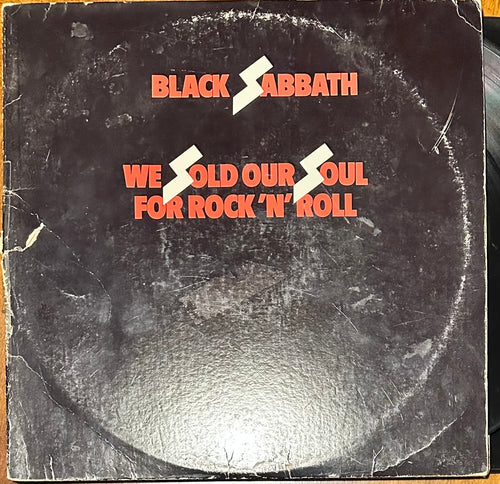 BLACK SABBATH
WE SOLD OUR SOUL
FOR ROCK 'N' ROLL